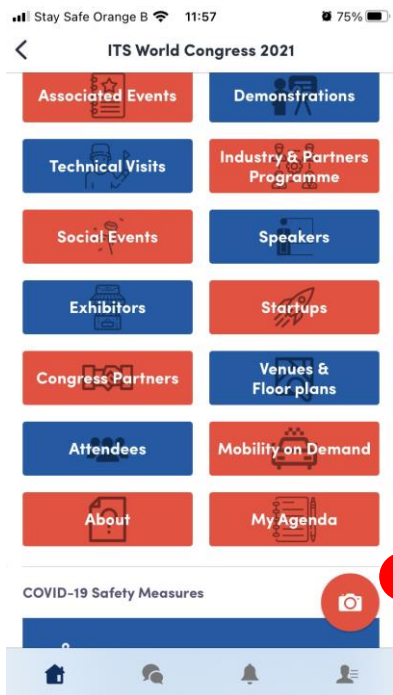 Stay Safe Orange B 11:57 75%
ITS World Congress 2021
Associated Events Demonstrations
Technical Visits Industry & Partners
Programme
Social Events Speakers
Exhibitors Startups
Congress Partners Venues &
Floor plans
Attendees Mobility on Demand
About My Agenda
COVID-19 Safety Measures